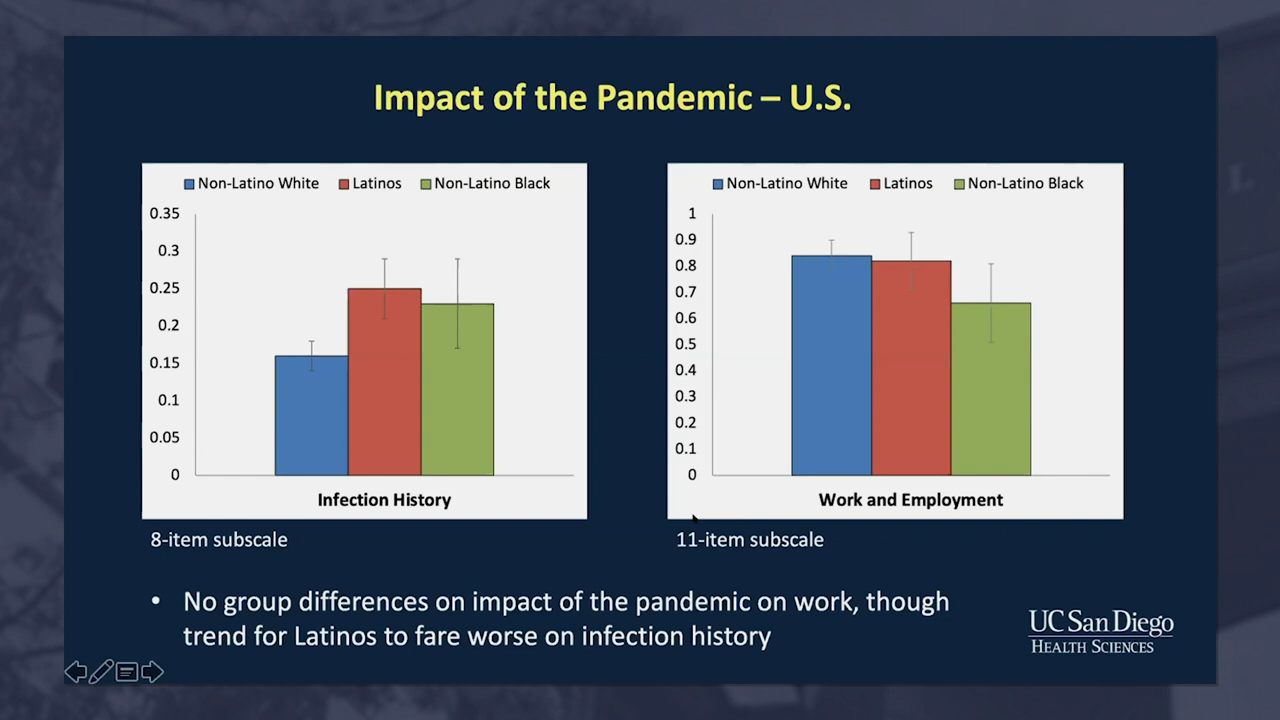 Impact of the Pandemic – U.S.
Non-Latino White Latinos Non-Latino Black
0.35
0.3
0.25
0.2
0.15
0.1
0.05
0
Infection History
8-item subscale
Non-Latino White Latinos Non-Latino Black
1
0.9
0.8
0.7
0.6
0.5
0.4
0.3
0.2
0.1
0
Work and Employment
11-item subscale
• No group differences on impact of the pandemic on work, though
trend for Latinos to fare worse on infection history
UC San Diego
HEALTH SCIENCES
L